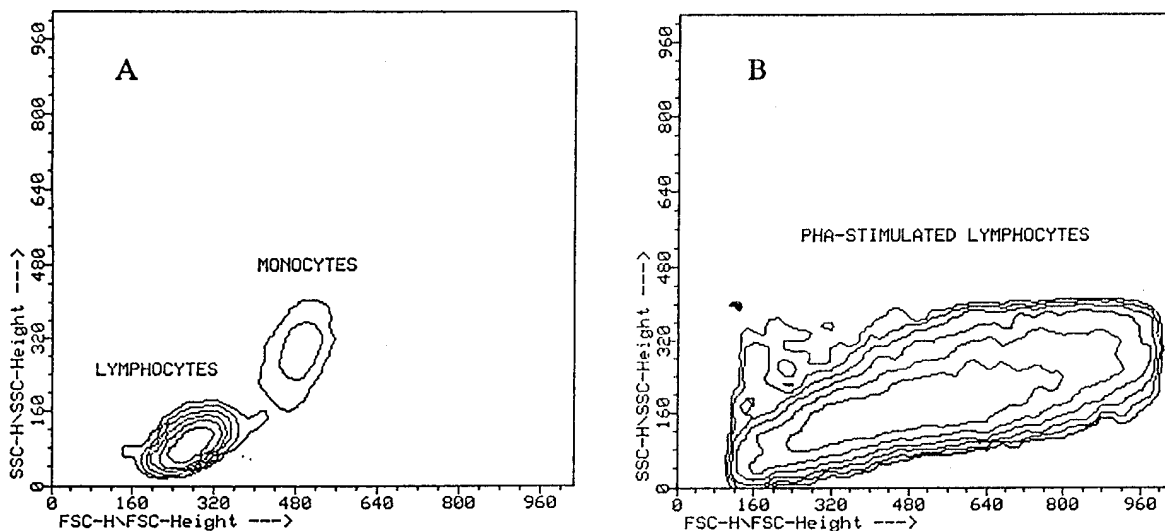 A
960
800
640
480
320
160
0
SSC-H\SSC-Height --->
MONOCYTES
LYMPHOCYTES
0 160 320 480 640 800 960
FSC-H\FSC-Height --->
B
960
800
640
480
320
160
0
SSC-H\SSC-Height --->
PHA-STIMULATED LYMPHOCYTES
0 160 320 480 640 800 960
FSC-H\FSC-Height --->